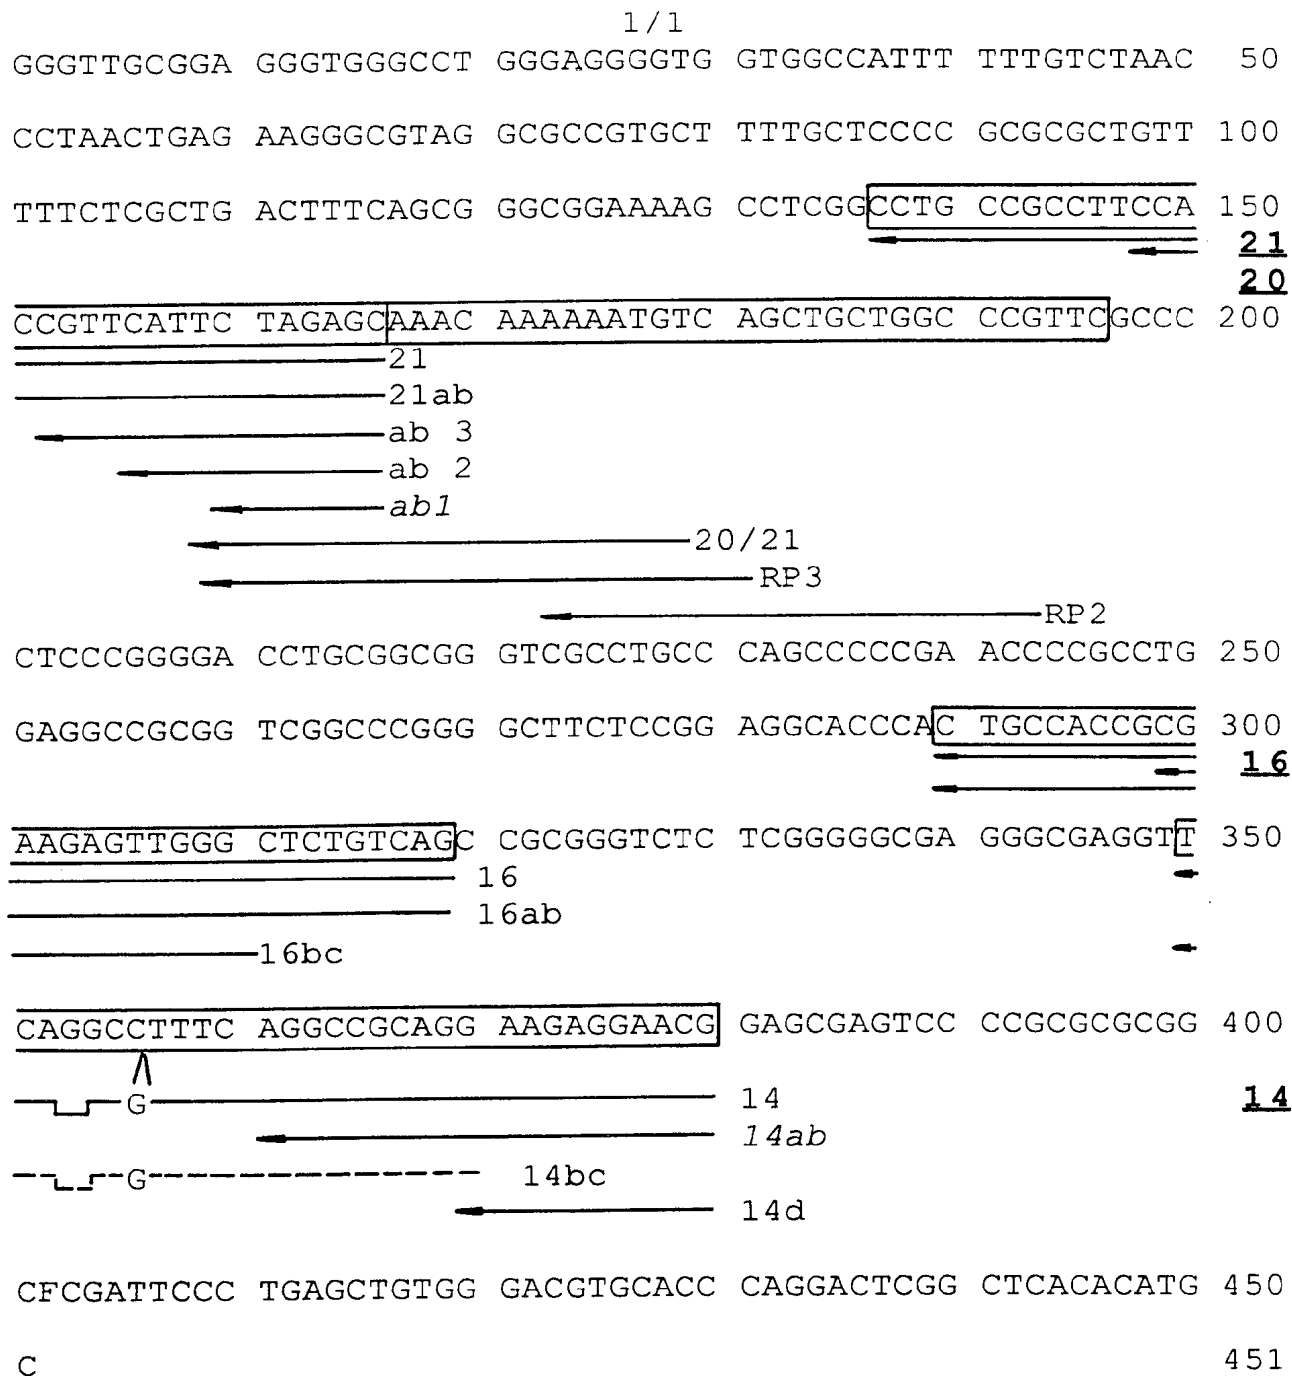 1/1
GGGTTGCGGA GGGTGGGCCT GGGAGGGGTG GTGGCCATTT TTTGTCTAAC 50
CCTAACTGAG AAGGGCGTAG GCGCCGTGCT TTTGCTCCCC GCGCGCTGTT 100
TTTCTCGCTG ACTTTCAGCG GGCGGAAAAG CCTCGGCCTG CCGCCTTCCA 150
21
20
CCGTTCATTC TAGAGCAAAC AAAAAATGTC AGCTGCTGGC CCGTTCGCCC 200
21
21ab
ab 3
ab 2
ab1
20/21
RP3
RP2
CTCCCGGGGA CCTGCGGCGG GTCGCCTGCC CAGCCCCCGA ACCCCGCCTG 250
GAGGCCGCGG TCGGCCCGGG GCTTCTCCGG AGGCACCCAC TGCCACCGCG 300
16
AAGAGTTGGG CTCTGTCAGC CGCGGGTCTC TCGGGGGCGA GGGCGAGGTT 350
16
16ab
16bc
CAGGCCTTTC AGGCCGCAGG AAGAGGAACG GAGCGAGTCC CCGCGCGCGG 400
G 14 14
14ab
G 14bc
14d
CFCGATTCCC TGAGCTGTGG GACGTGCACC CAGGACTCGG CTCACACATG 450
C 451